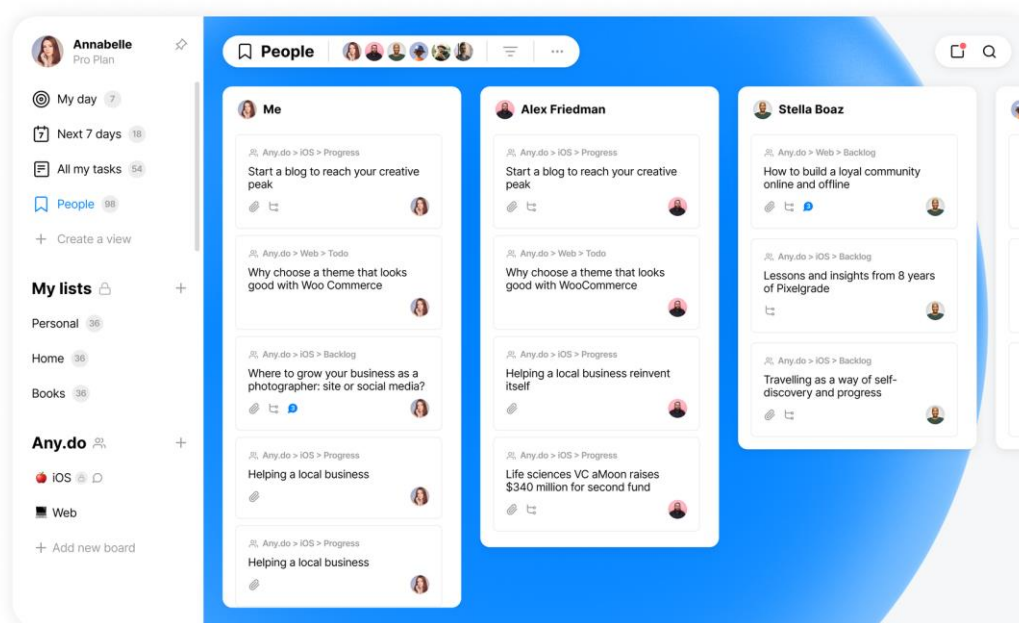 Annabelle
Pro Plan
My day 7
7 Next 7 days 18
All my tasks 54
People 98
+ Create a view
My lists
Personal 36
Home 36
Books 36
Any.do
iOS
Web
+ Add new board
People
Me
Any.do > iOS > Progress
Start a blog to reach your creative
peak
Any.do > Web > Todo
Why choose a theme that looks
good with Woo Commerce
Any.do > iOS > Backlog
Where to grow your business as a
photographer: site or social media?
3
Any.do > iOS > Progress
Helping a local business
Any.do > iOS > Progress
Helping a local business
Alex Friedman
Any.do > iOS > Progress
Start a blog to reach your creative
peak
Any.do > Web > Todo
Why choose a theme that looks
good with WooCommerce
Any.do > iOS > Progress
Helping a local business reinvent
itself
Any.do > iOS > Progress
Life sciences VC aMoon raises
$340 million for second fund
Stella Boaz
Any.do > Web > Backlog
How to build a loyal community
online and offline
3
Any.do > iOS > Backlog
Lessons and insights from 8 years
of Pixelgrade
Any.do > iOS > Backlog
Travelling as a way of self-
discovery and progress